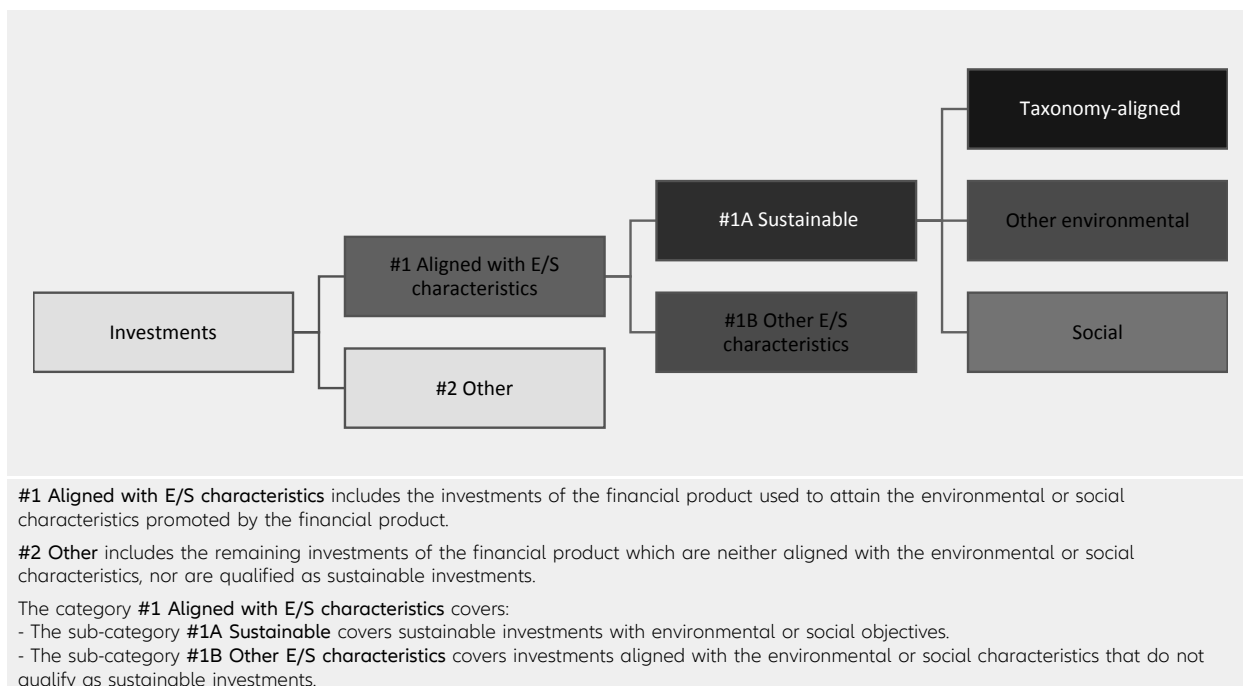 Taxonomy-aligned
#1A Sustainable
Other environmental
#1 Aligned with E/S
characteristics
Investments
#1B Other E/S
characteristics
Social
#2 Other
#1 Aligned with E/S characteristics includes the investments of the financial product used to attain the environmental or social
characteristics promoted by the financial product.
#2 Other includes the remaining investments of the financial product which are neither aligned with the environmental or social
characteristics, nor are qualified as sustainable investments.
The category #1 Aligned with E/S characteristics covers:
- The sub-category #1A Sustainable covers sustainable investments with environmental or social objectives.
- The sub-category #1B Other E/S characteristics covers investments aligned with the environmental or social characteristics that do not
qualify as sustainable investments.